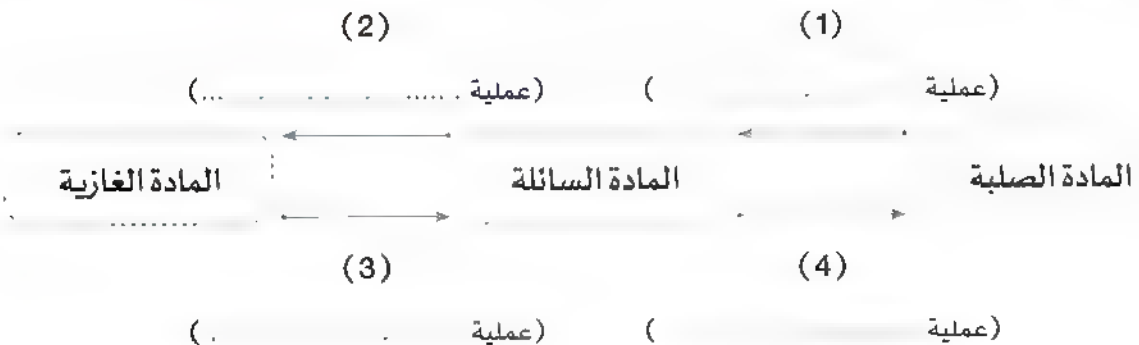 (1) (2)
(عملية ) (عملية ............)
المادة الصلبة المادة السائلة المادة الغازية
(4) (3)
(عملية ) (عملية )